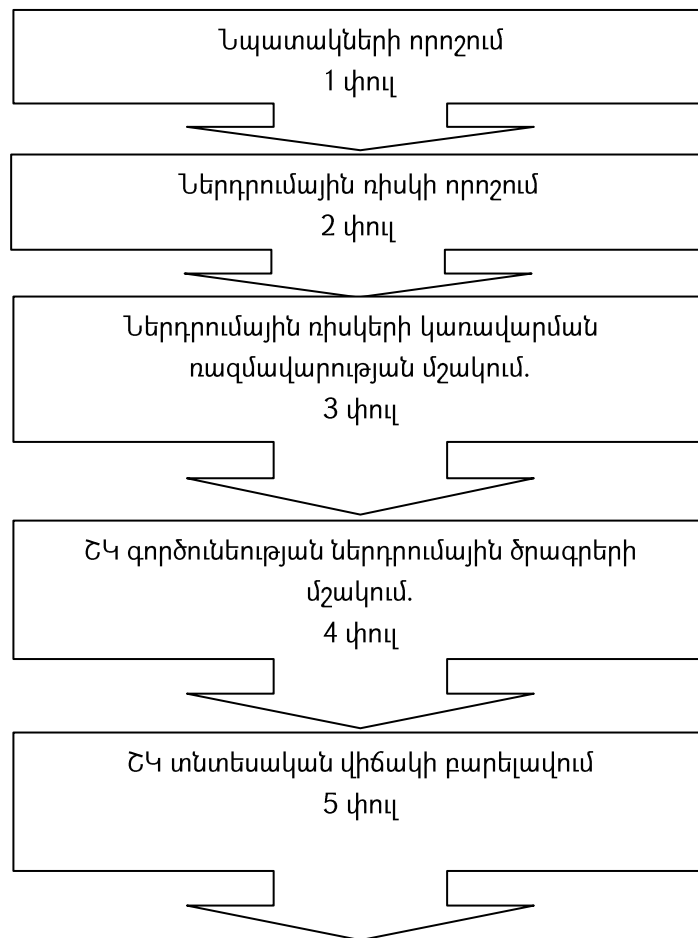 Նպատակների որոշում
1 փուլ
Ներդրումային ռիսկի որոշում
2 փուլ
Ներդրումային ռիսկերի կառավարման
ռազմավարության մշակում.
3 փուլ
ՇԿ գործունեության ներդրումային ծրագրերի
մշակում.
4 փուլ
ՇԿ տնտեսական վիճակի բարելավում
5 փուլ